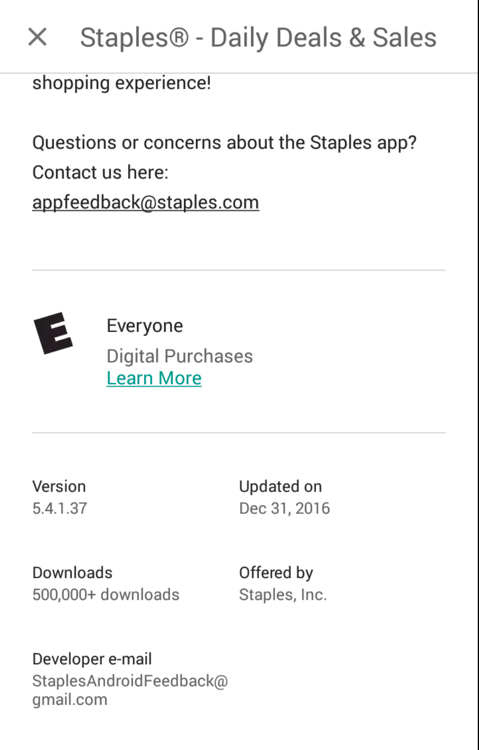 Staples® - Daily Deals & Sales
shopping experience!
Questions or concerns about the Staples app?
Contact us here:
appfeedback@staples.com
E
Everyone
Digital Purchases
Learn More
Version
5.4.1.37
Updated on
Dec 31, 2016
Downloads
500,000+ downloads
Offered by
Staples, Inc.
Developer e-mail
StaplesAndroidFeedback@
gmail.com